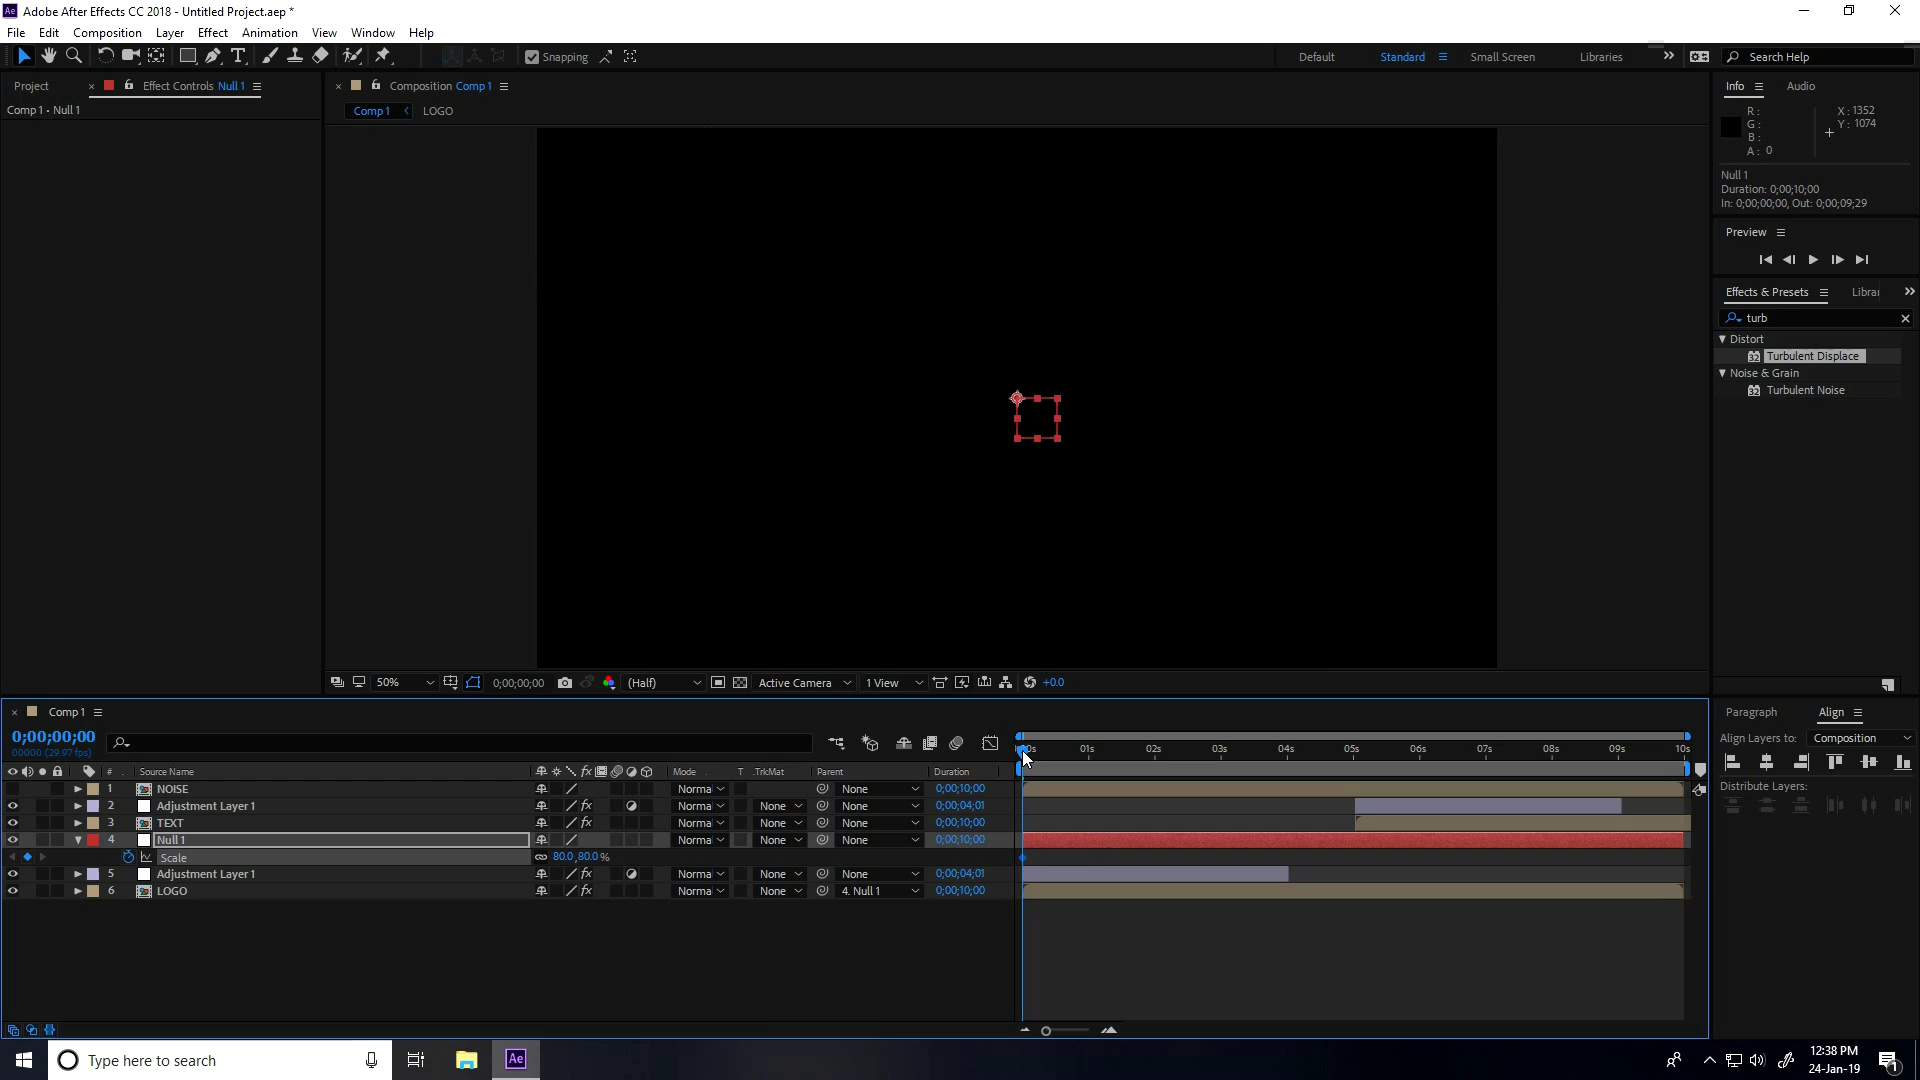 Adobe After Effects CC 2018 - Untitled Project.aep *
File Edit Composition Layer Effect Animation View Window Help
Snapping Default Standard Small Screen Libraries Search Help
Project Effect Controls Null 1 Composition Comp 1 Info Audio
Comp 1 • Null 1 Comp 1 LOGO
R : X : 1352
G : Y : 1074
B :
A : 0
Null 1
Duration: 0;00;10;00
In: 0;00;00;00, Out: 0;00;09;29
Preview
Effects & Presets Librar
turb
Distort
32 Turbulent Displace
Noise & Grain
32 Turbulent Noise
50% 0;00;00;00 (Half) Active Camera 1 View +0.0
Comp 1 Paragraph Align
0;00;00;00
00000 (29.97 fps)
Align Layers to: Composition
01s 02s 03s 04s 05s 06s 07s 08s 09s 10s
# Source Name Mode T .TrkMat Parent Duration
Distribute Layers:
1 NOISE Norma None 0;00;10;00
2 Adjustment Layer 1 fx Norma None None 0;00;04;01
3 TEXT fx Norma None None 0;00;10;00
4 Null 1 Norma None None 0;00;10;00
Scale 80.0, 80.0 %
5 Adjustment Layer 1 fx Norma None None 0;00;04;01
6 LOGO fx Norma None 4. Null 1 0;00;10;00
Type here to search Ae 12:38 PM
24-Jan-19
1